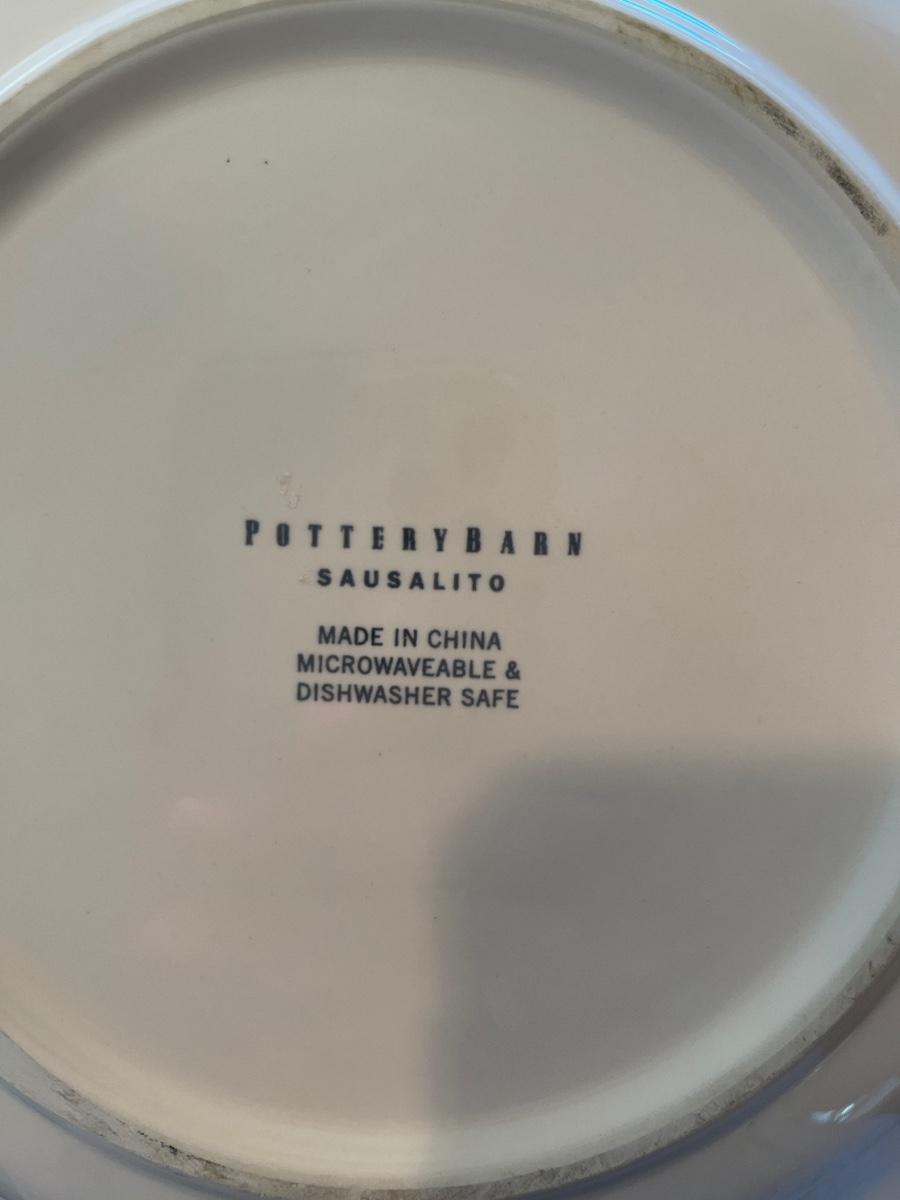 POTTERYBARN
SAUSALITO
MADE IN CHINA
MICROWAVEABLE &
DISHWASHER SAFE